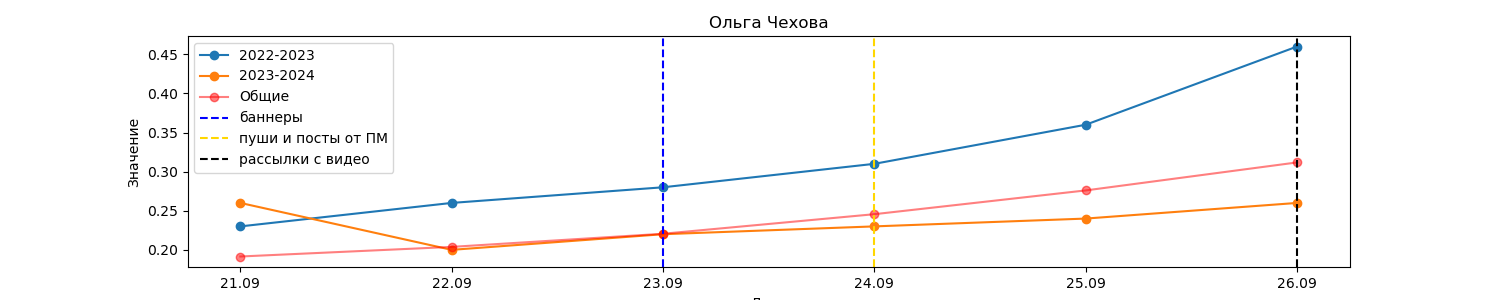 Ольга Чехова
2022-2023
2023-2024
Общие
баннеры
пуши и посты от ПМ
рассылки с видео
Значение
0.45
0.40
0.35
0.30
0.25
0.20
21.09 22.09 23.09 24.09 25.09 26.09